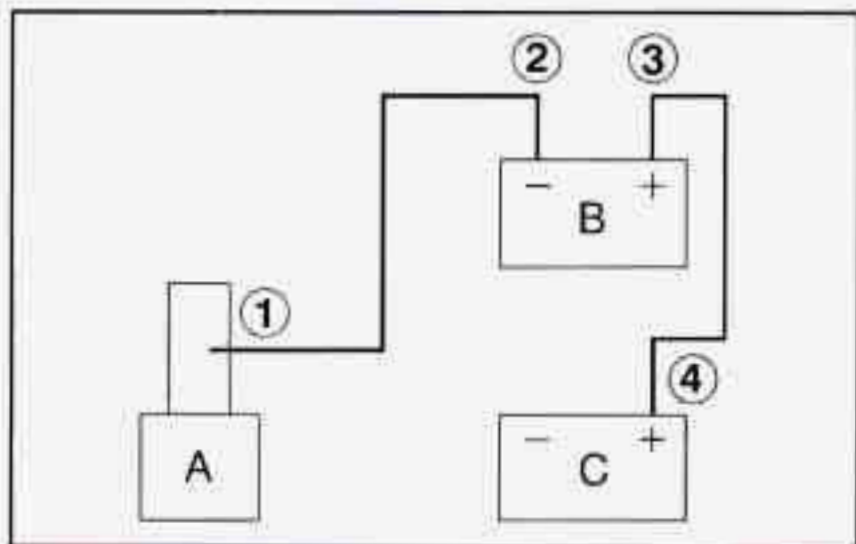 ② ③
− +
B
①
④
− +
A C